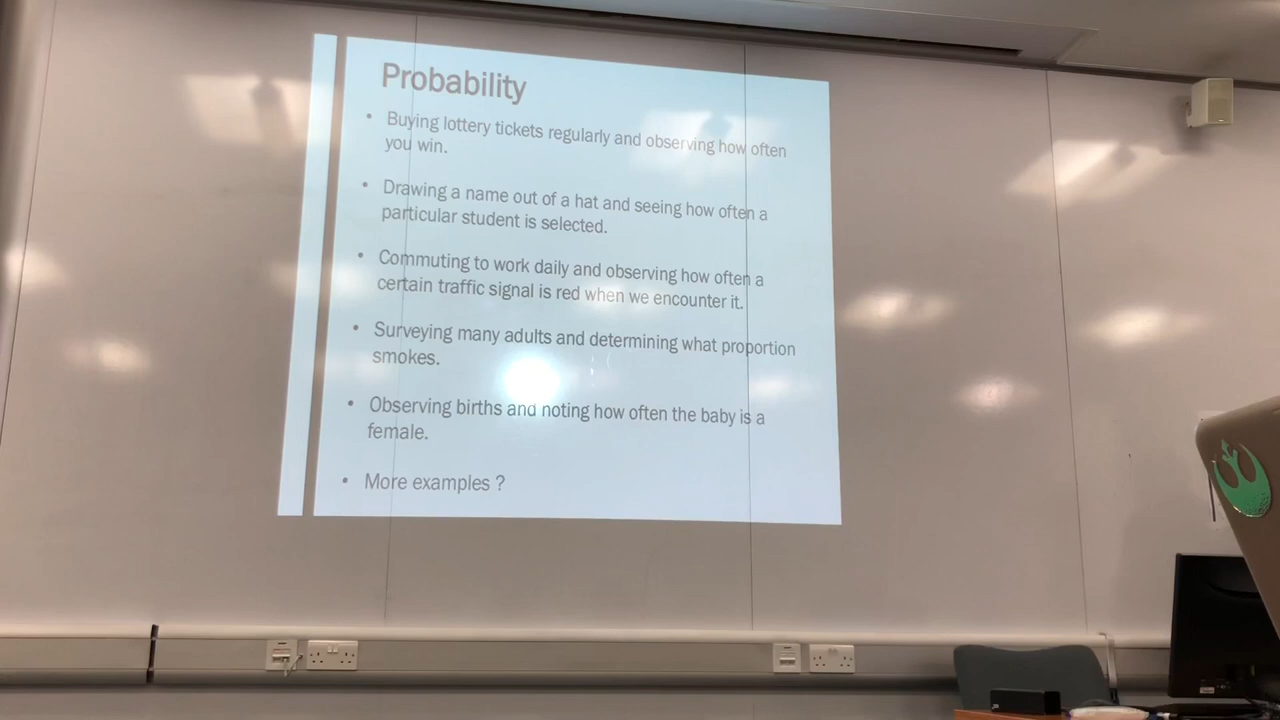 Probability
• Buying lottery tickets regularly and observing how often
you win.
• Drawing a name out of a hat and seeing how often a
particular student is selected.
• Commuting to work daily and observing how often a
certain traffic signal is red when we encounter it.
• Surveying many adults and determining what proportion
smokes.
• Observing births and noting how often the baby is a
female.
• More examples ?